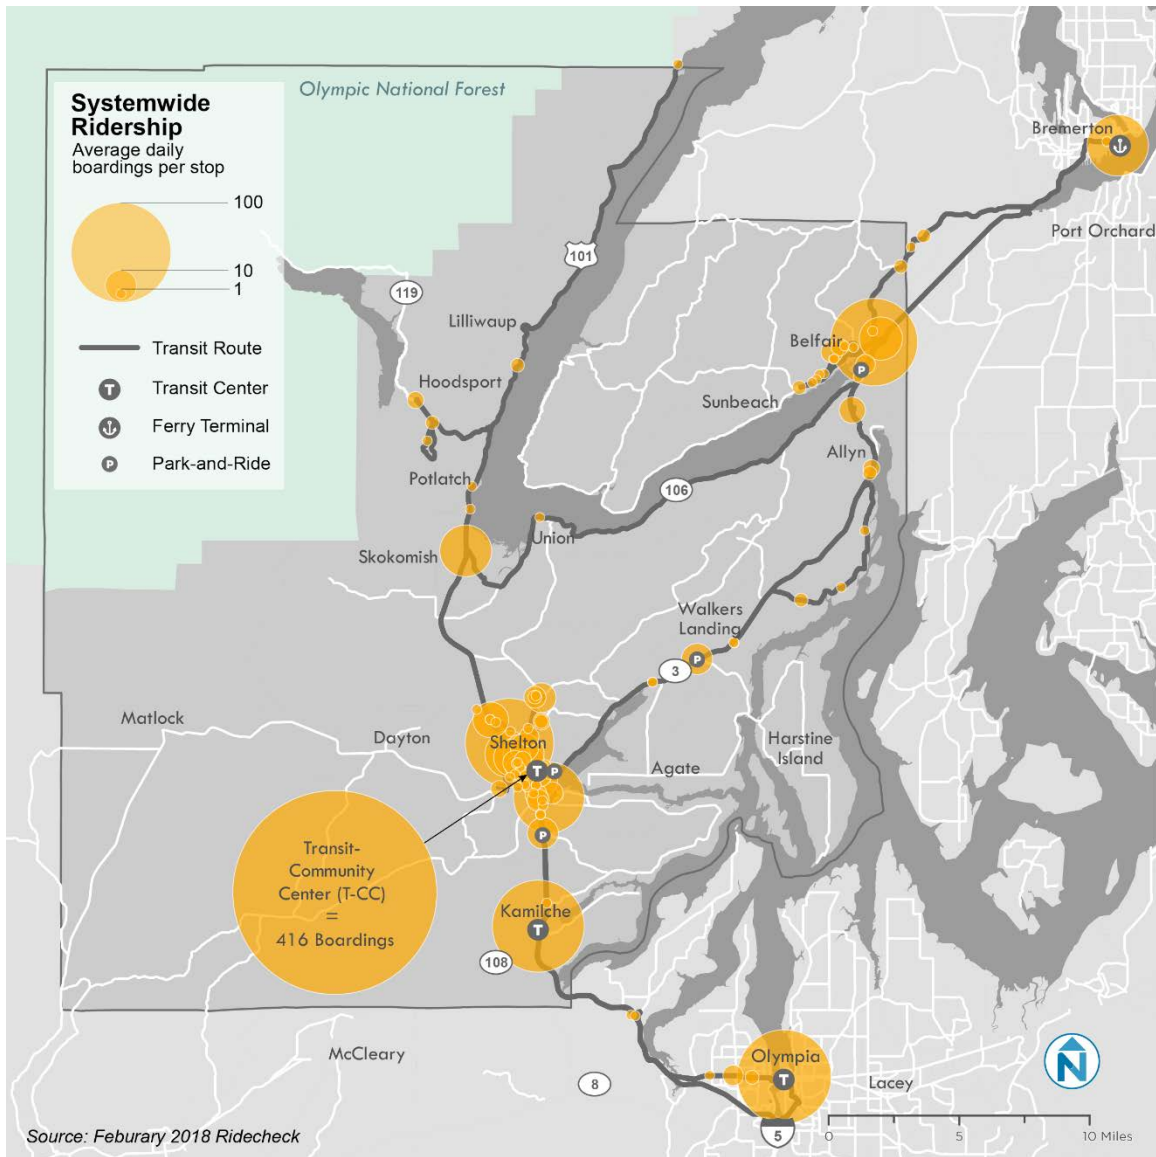 Olympic National Forest
Systemwide
Ridership
Average daily
boardings per stop
100
10
1
Transit Route
T
Transit Center
Ferry Terminal
P
Park-and-Ride
Bremerton
Port Orchard
101
119
Lilliwaup
Hoodsport
Belfair
P
Sunbeach
Allyn
Potlatch
106
Union
Skokomish
Walkers
Landing
P
3
Matlock
Dayton
Shelton
T
P
Agate
Harstine
Island
P
Transit-
Community
Center (T-CC)
=
416 Boardings
Kamilche
T
108
McCleary
8
Olympia
T
Lacey
N
5
0
5
10 Miles
Source: Feburary 2018 Ridecheck